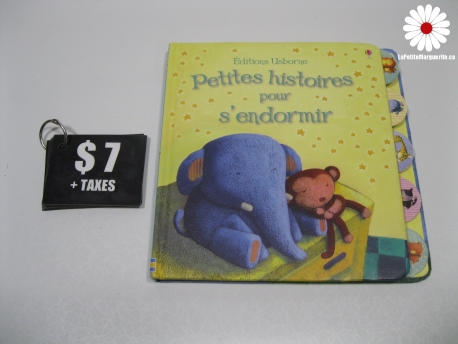 LaPetiteMarguerite.ca
Éditions Usborne
Petites histoires
pour
s'endormir
$ 7
+ TAXES